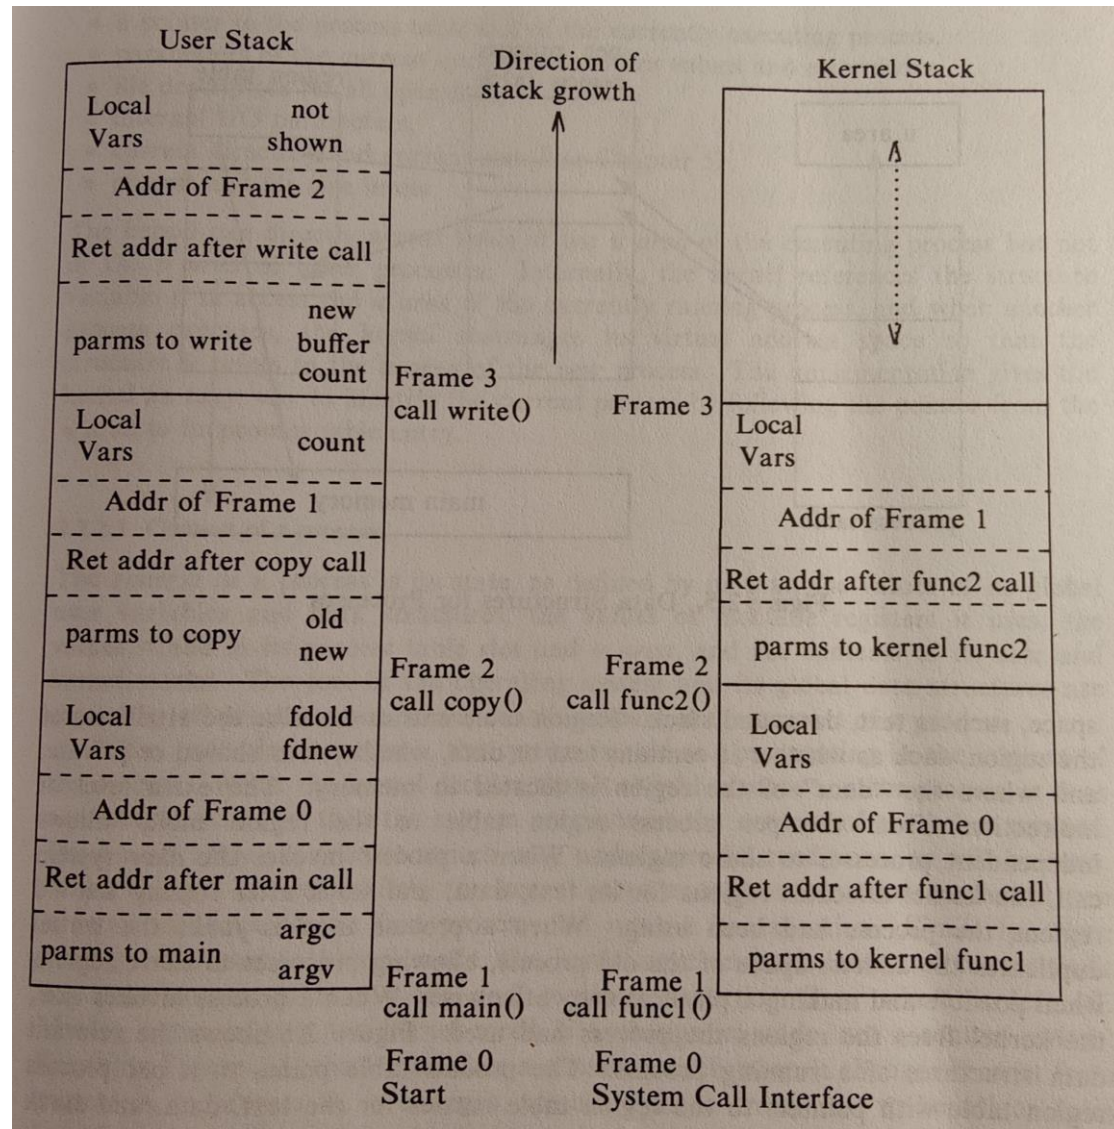 User Stack
Local not
Vars shown
Addr of Frame 2
Ret addr after write call
new
parms to write buffer
count
Local
Vars count
Addr of Frame 1
Ret addr after copy call
parms to copy old
new
Local fdold
Vars fdnew
Addr of Frame 0
Ret addr after main call
parms to main argc
argv
Direction of
stack growth
Frame 3
call write()
Frame 2
call copy()
Frame 1
call main()
Frame 0
Start
Kernel Stack
Frame 3
Local
Vars
Addr of Frame 1
Ret addr after func2 call
parms to kernel func2
Frame 2
call func2()
Local
Vars
Addr of Frame 0
Ret addr after func1 call
parms to kernel func1
Frame 1
call func1()
Frame 0
System Call Interface